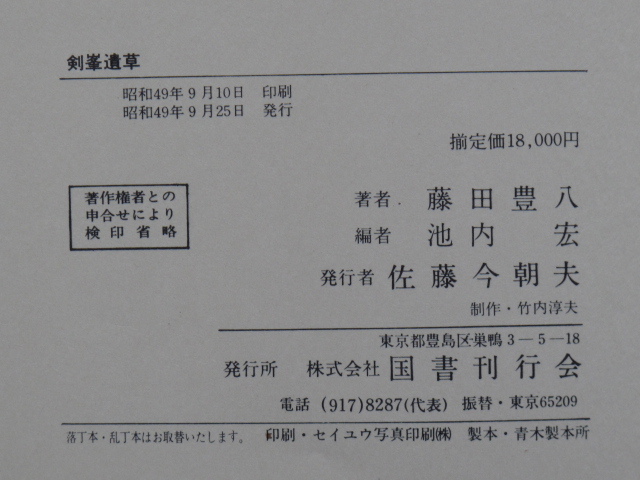 剣峯遺草
昭和49年9月10日 印刷
昭和49年9月25日 発行
揃定価18,000円
著作権者との
申合せにより
検印省略
著者 藤田豊八
編者 池内 宏
発行者 佐藤今朝夫
制作・竹内淳夫
東京都豊島区巣鴨3―5―18
発行所 株式会社 国書刊行会
電話 (917)8287(代表) 振替・東京65209
落丁本・乱丁本はお取替いたします。 印刷・セイユウ写真印刷㈱ 製本・青木製本所